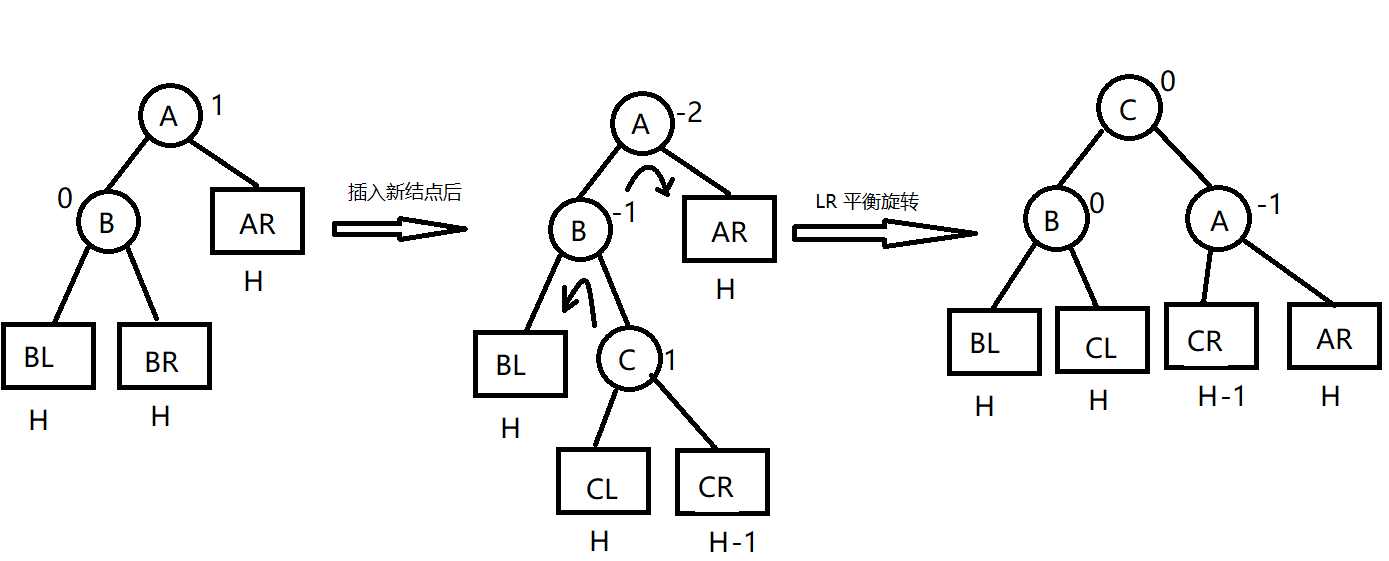 A 1
0 B
AR
H
BL
BR
H
H
插入新结点后
A -2
B -1
AR
H
BL
H
C 1
CL
CR
H
H-1
LR 平衡旋转
C 0
B 0
A -1
BL
CL
CR
AR
H
H
H-1
H